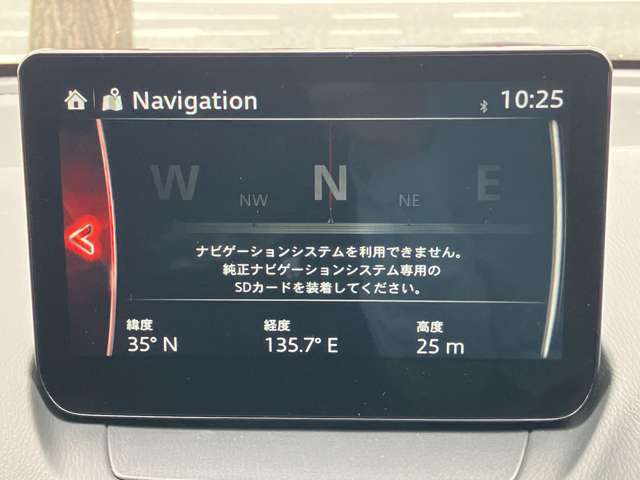 Navigation
10:25
W NW N NE E
ナビゲーションシステムを利用できません。
純正ナビゲーションシステム専用の
SDカードを装着してください。
緯度 経度 高度
35° N 135.7° E 25 m